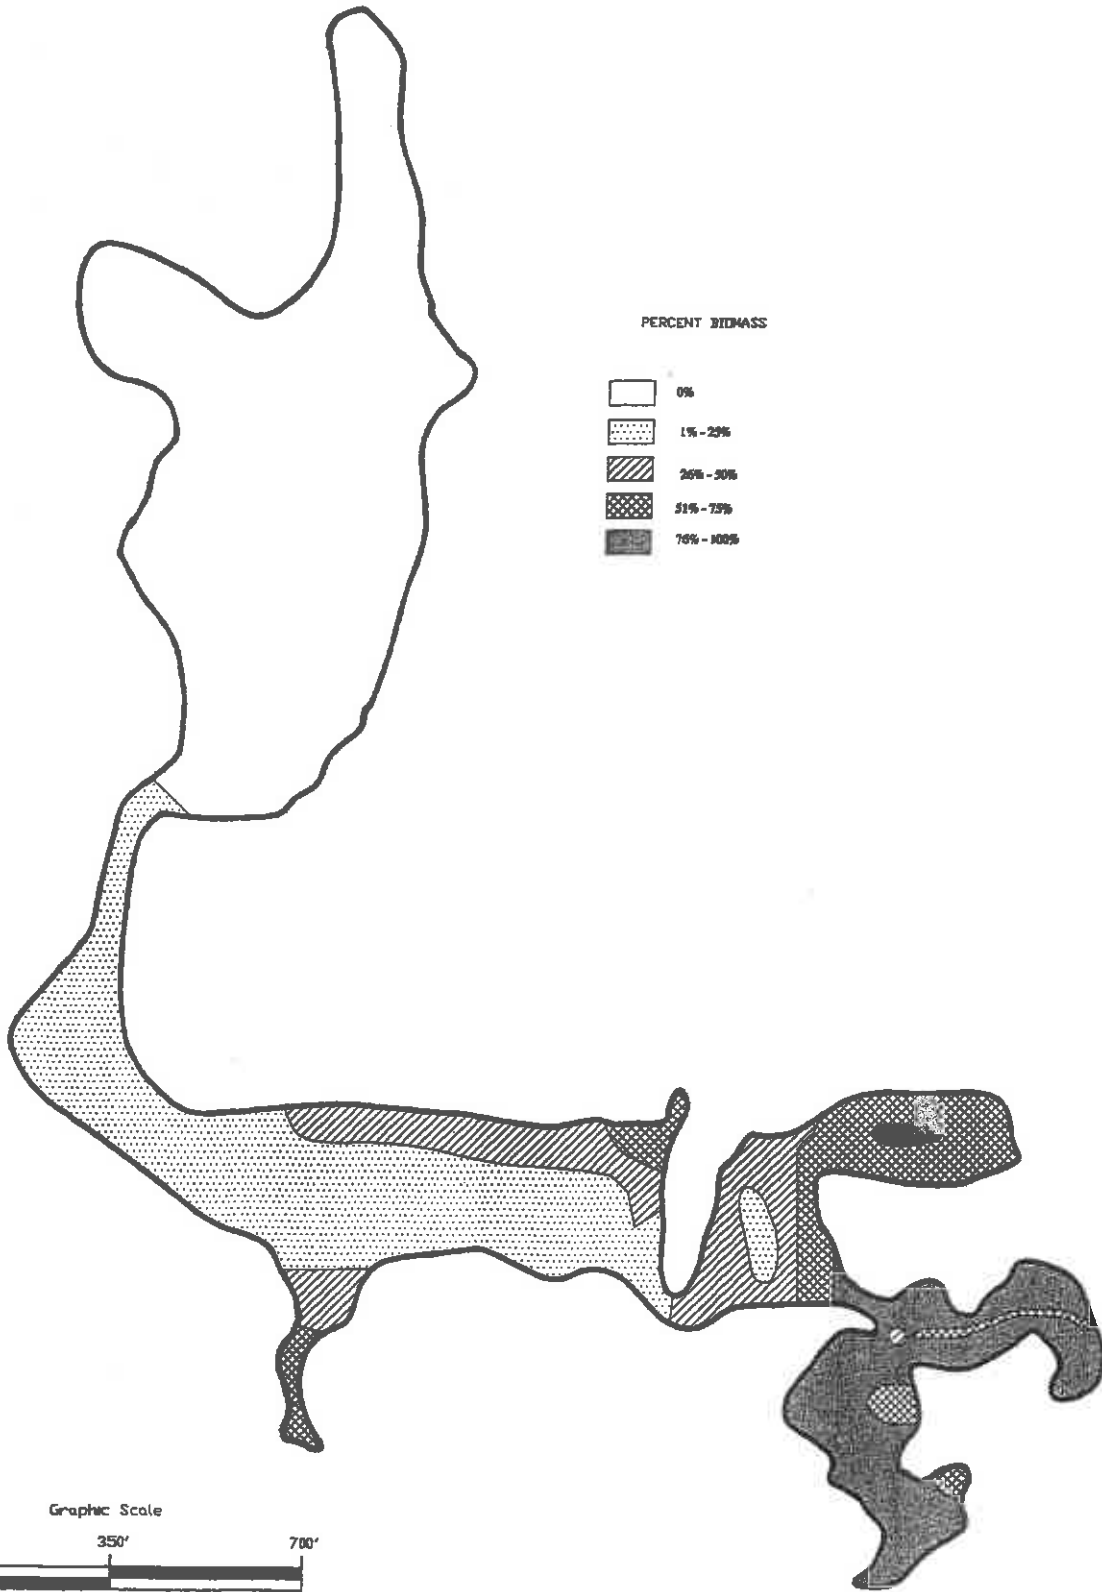 PERCENT BIOMASS
0%
1% - 25%
26% - 50%
51% - 75%
76% - 100%
Graphic Scale
350' 700'